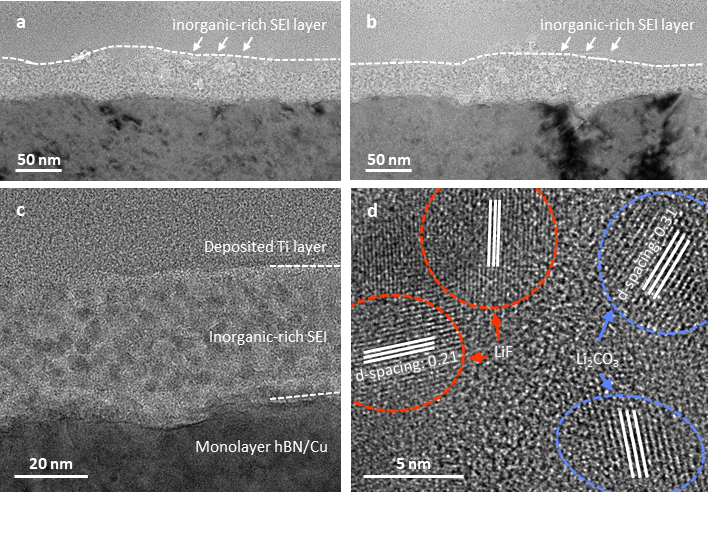 a
inorganic-rich SEI layer
50 nm
b
inorganic-rich SEI layer
50 nm
c
Deposited Ti layer
Inorganic-rich SEI
Monolayer hBN/Cu
20 nm
d
d-spacing: 0.31
d-spacing: 0.21
LiF
Li₂CO₃
5 nm